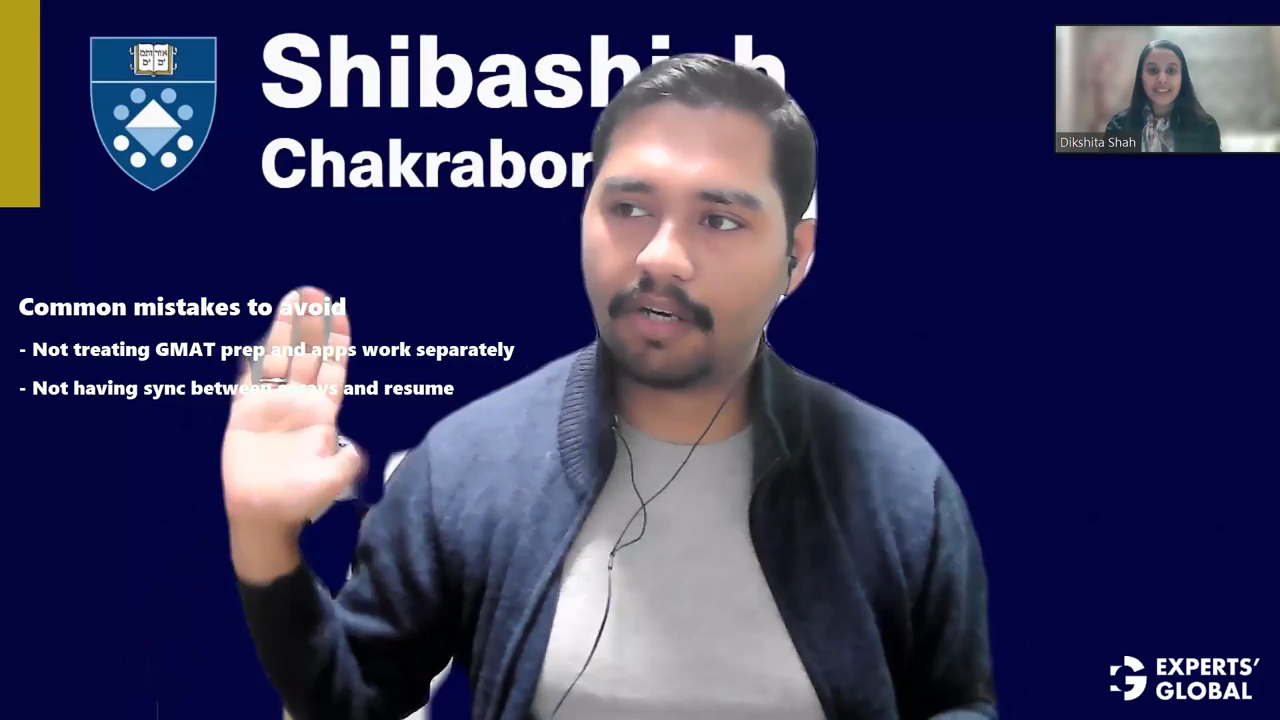 Shibashish
Chakrabor
Dikshita Shah
Common mistakes to avoid
- Not treating GMAT prep and apps work separately
- Not having sync between essays and resume
EXPERTS'
GLOBAL